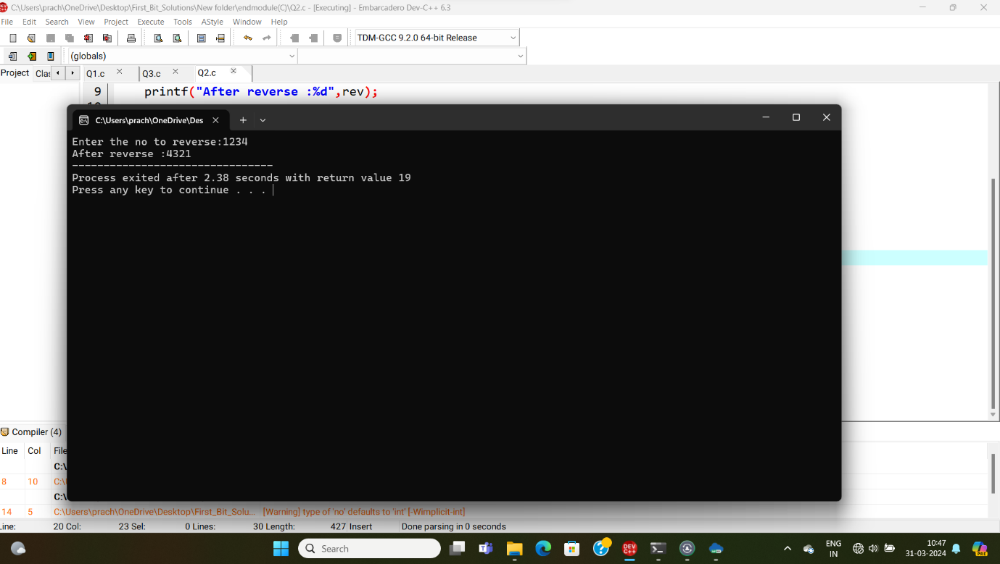 C:\Users\prach\OneDrive\Desktop\First_Bit_Solutions\New folder\endmodule(C)\Q2.c - [Executing] - Embarcadero Dev-C++ 6.3
File Edit Search View Project Execute Tools AStyle Window Help
TDM-GCC 9.2.0 64-bit Release
(globals)
Project Clas Q1.c Q3.c Q2.c
9 printf("After reverse :%d",rev);
C:\Users\prach\OneDrive\Des
Enter the no to reverse:1234
After reverse :4321
--------------------------------
Process exited after 2.38 seconds with return value 19
Press any key to continue . . .
Compiler (4)
Line Col File
C:\
8 10 C:\
C:\
14 5 C:\Users\prach\OneDrive\Desktop\First_Bit_Solu... [Warning] type of 'no' defaults to 'int' [-Wimplicit-int]
Line: 20 Col: 23 Sel: 0 Lines: 30 Length: 427 Insert Done parsing in 0 seconds
Search
DEV C++
ENG
IN
10:47
31-03-2024
PRE